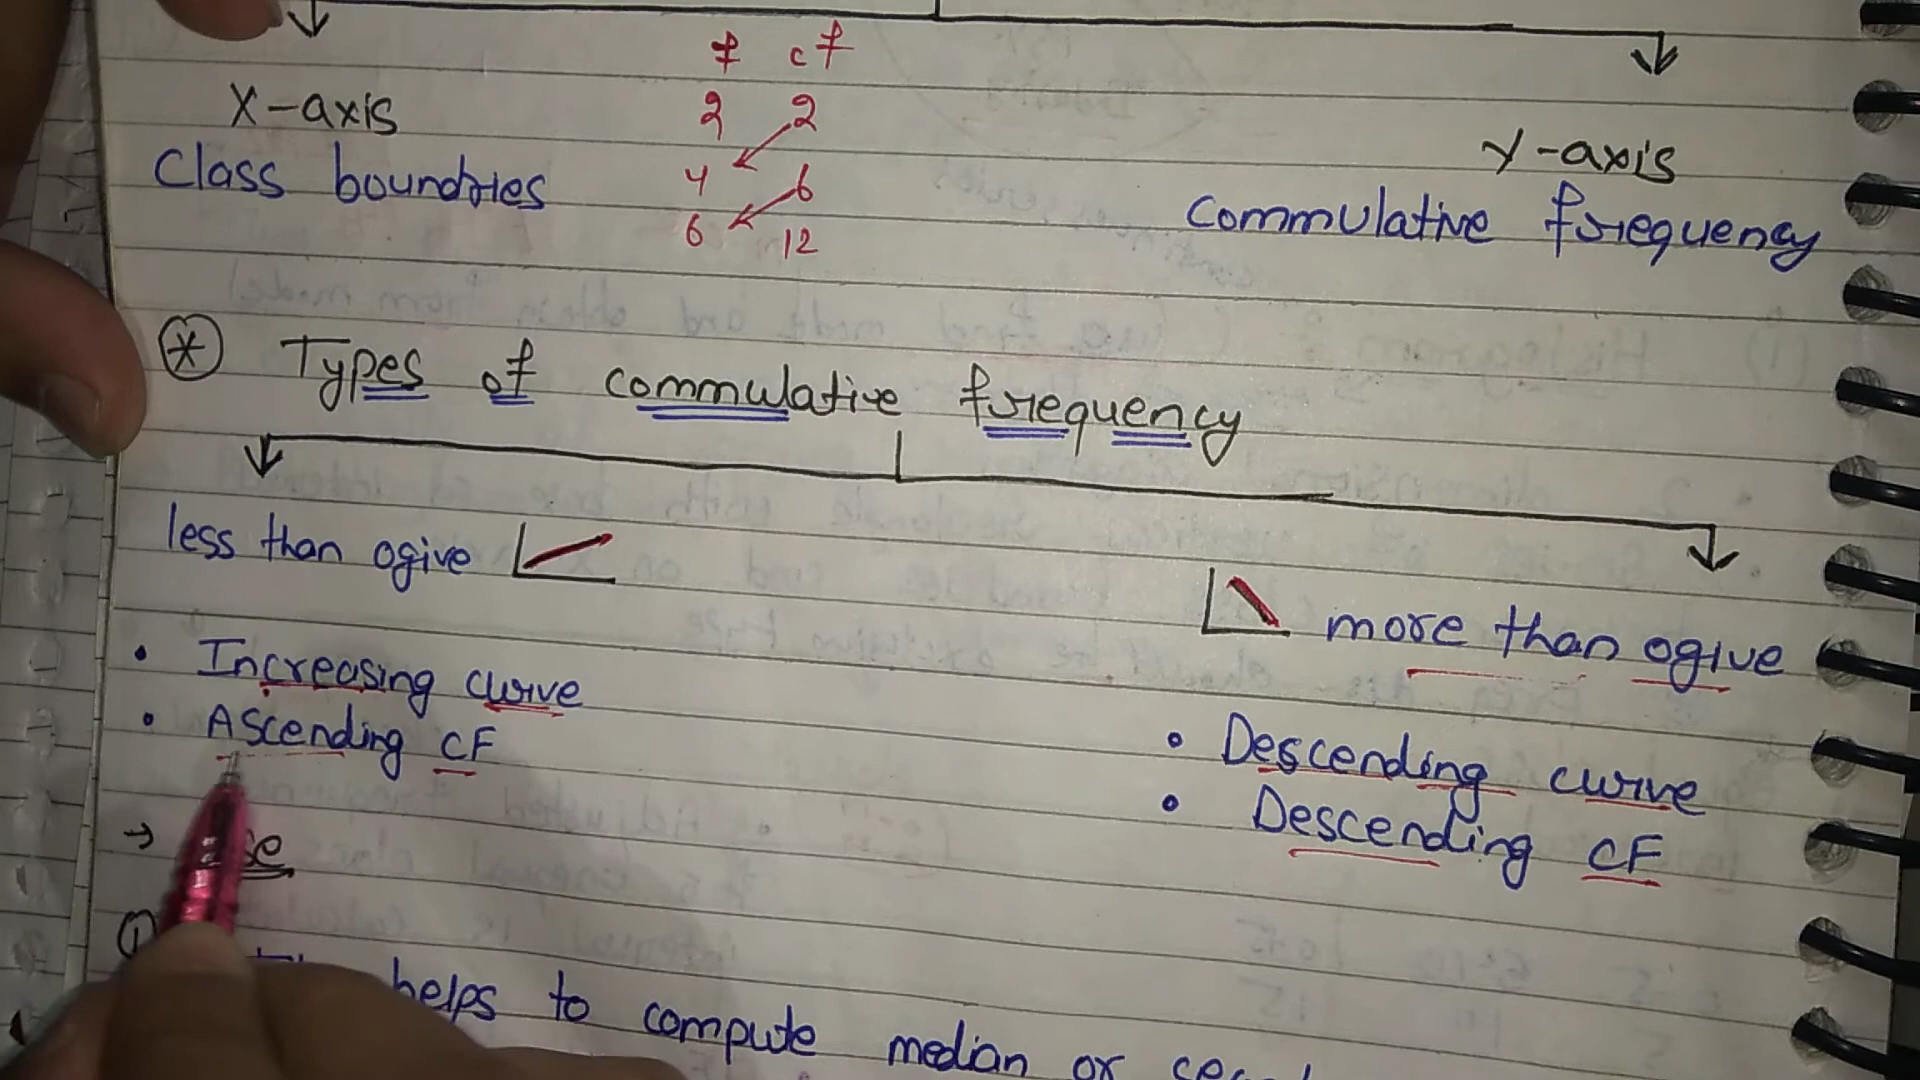 f cf
X-axis
2 2
Class boundries
4 6
6 12
Y-axis
Commulative frequency
* Types of commulative frequency
less than ogive
more than ogive
• Increasing curve
• Ascending CF
• Descending curve
• Descending CF
→
①
helps to compute median or